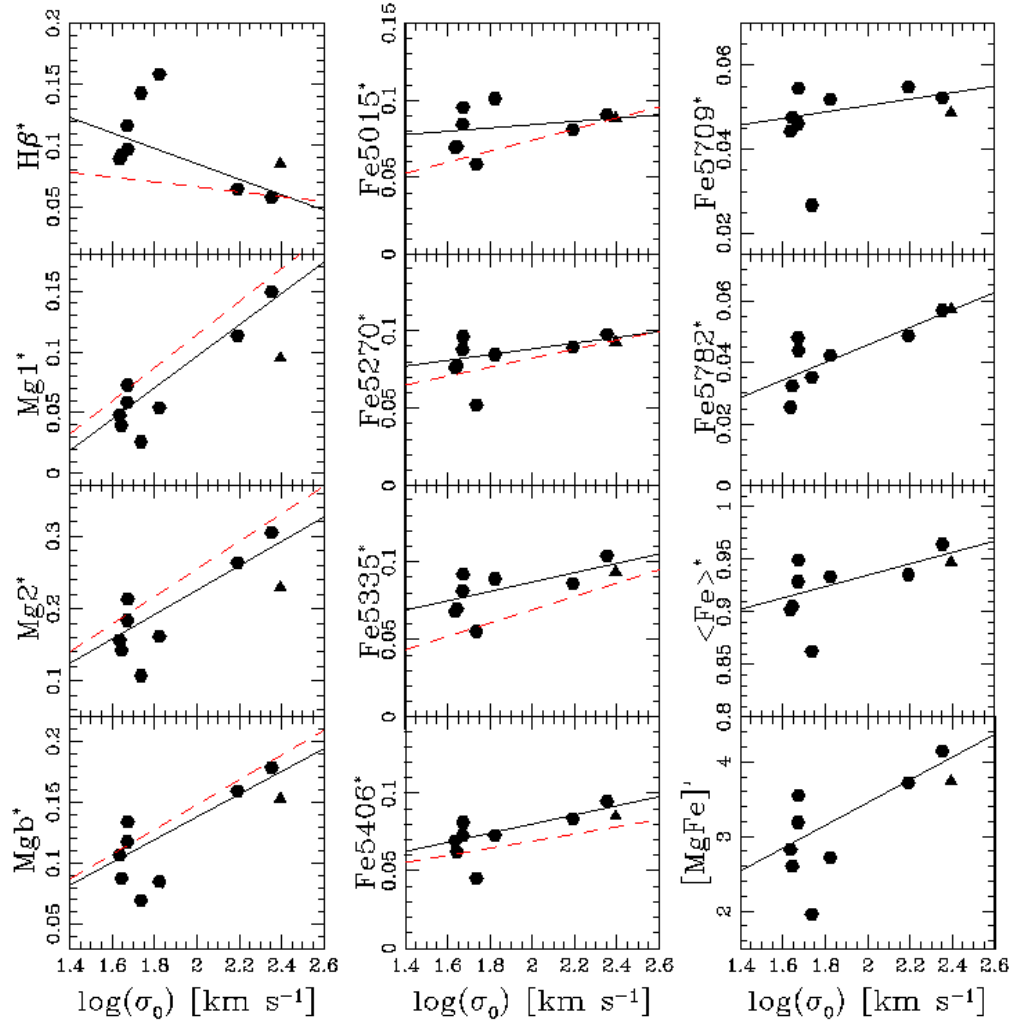 Hβ* 0.05 0.1 0.15 0.2
Fe5015* 0 0.05 0.1 0.15
Fe5709* 0.02 0.04 0.06
Mg1* 0 0.05 0.1 0.15
Fe5270* 0 0.05 0.1
Fe5782* 0 0.02 0.04 0.06
Mg2* 0.1 0.2 0.3
Fe5335* 0 0.05 0.1
<Fe>* 0.8 0.85 0.9 0.95 1
Mgb* 0.05 0.1 0.15 0.2
Fe5406* 0 0.05 0.1
[MgFe]' 2 3 4
1.4 1.6 1.8 2 2.2 2.4 2.6
1.4 1.6 1.8 2 2.2 2.4 2.6
1.4 1.6 1.8 2 2.2 2.4 2.6
log(σ₀) [km s⁻¹]
log(σ₀) [km s⁻¹]
log(σ₀) [km s⁻¹]